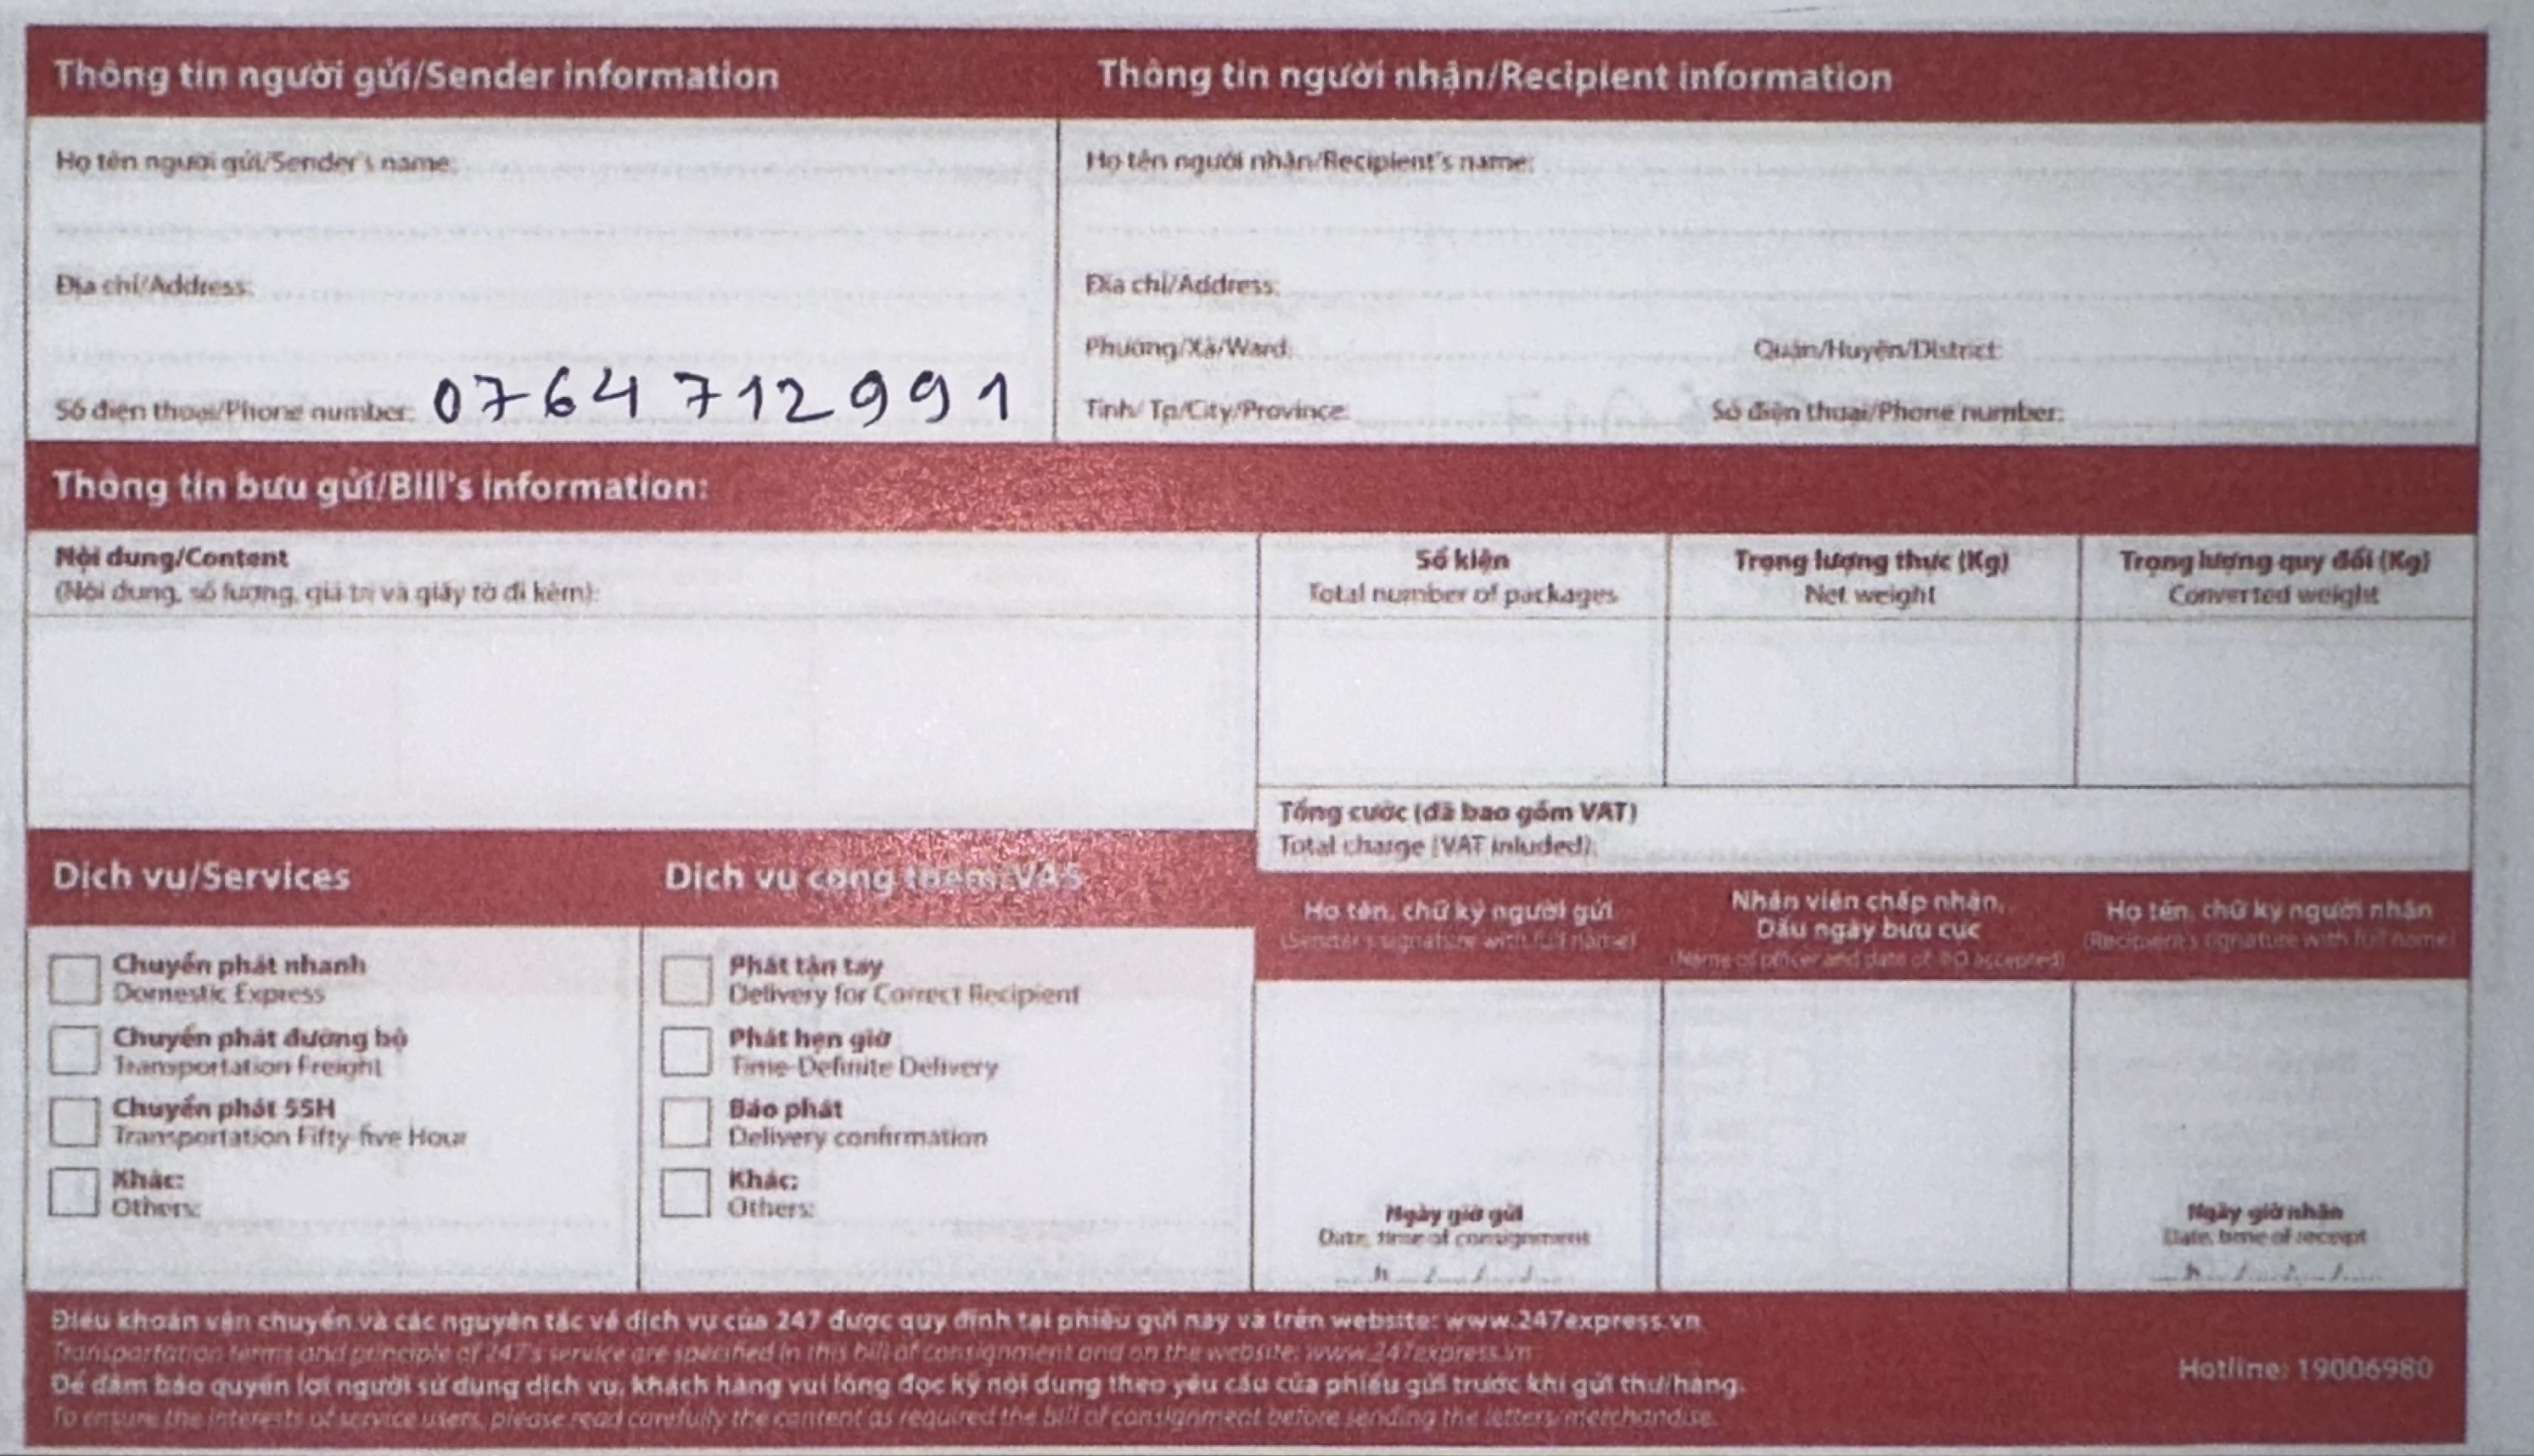 Thông tin người gửi/Sender information
Thông tin người nhận/Recipient information
Họ tên người gửi/Sender's name:
Địa chỉ/Address:
Số điện thoại/Phone number: 0764712991
Họ tên người nhận/Recipient's name:
Địa chỉ/Address:
Phường/Xã/Ward: Quận/Huyện/District:
Tỉnh/ Tp/City/Province: Số điện thoại/Phone number:
Thông tin bưu gửi/Bill's information:
Nội dung/Content
(Nội dung, số lượng, giá trị và giấy tờ đi kèm):
Số kiện
Total number of packages
Trọng lượng thực (Kg)
Net weight
Trọng lượng quy đổi (Kg)
Converted weight
Tổng cước (đã bao gồm VAT)
Total charge (VAT inluded):
Dịch vụ/Services
Chuyển phát nhanh
Domestic Express
Chuyển phát đường bộ
Transportation Freight
Chuyển phát 55H
Transportation Fifty-five Hour
Khác:
Others:
Dịch vụ cộng thêm/VAS
Phát tận tay
Delivery for Correct Recipient
Phát hẹn giờ
Time-Definite Delivery
Báo phát
Delivery confirmation
Khác:
Others:
Họ tên, chữ ký người gửi
(Sender's signature with full name)
Ngày giờ gửi
Date, time of consignment
h / / /
Nhân viên chấp nhận,
Dấu ngày bưu cục
(Name of officer and date of PO accepted)
Họ tên, chữ ký người nhận
(Recipient's signature with full name)
Ngày giờ nhận
Date, time of receipt
h / / /
Điều khoản vận chuyển và các nguyên tắc về dịch vụ của 247 được quy định tại phiếu gửi này và trên website: www.247express.vn
Transportation terms and principle of 247's service are specified in this bill of consignment and on the website: www.247express.vn
Để đảm bảo quyền lợi người sử dụng dịch vụ, khách hàng vui lòng đọc kỹ nội dung theo yêu cầu của phiếu gửi trước khi gửi thư/hàng.
To ensure the interests of service users, please read carefully the content as required the bill of consignment before sending the letters/merchandise.
Hotline: 19006980